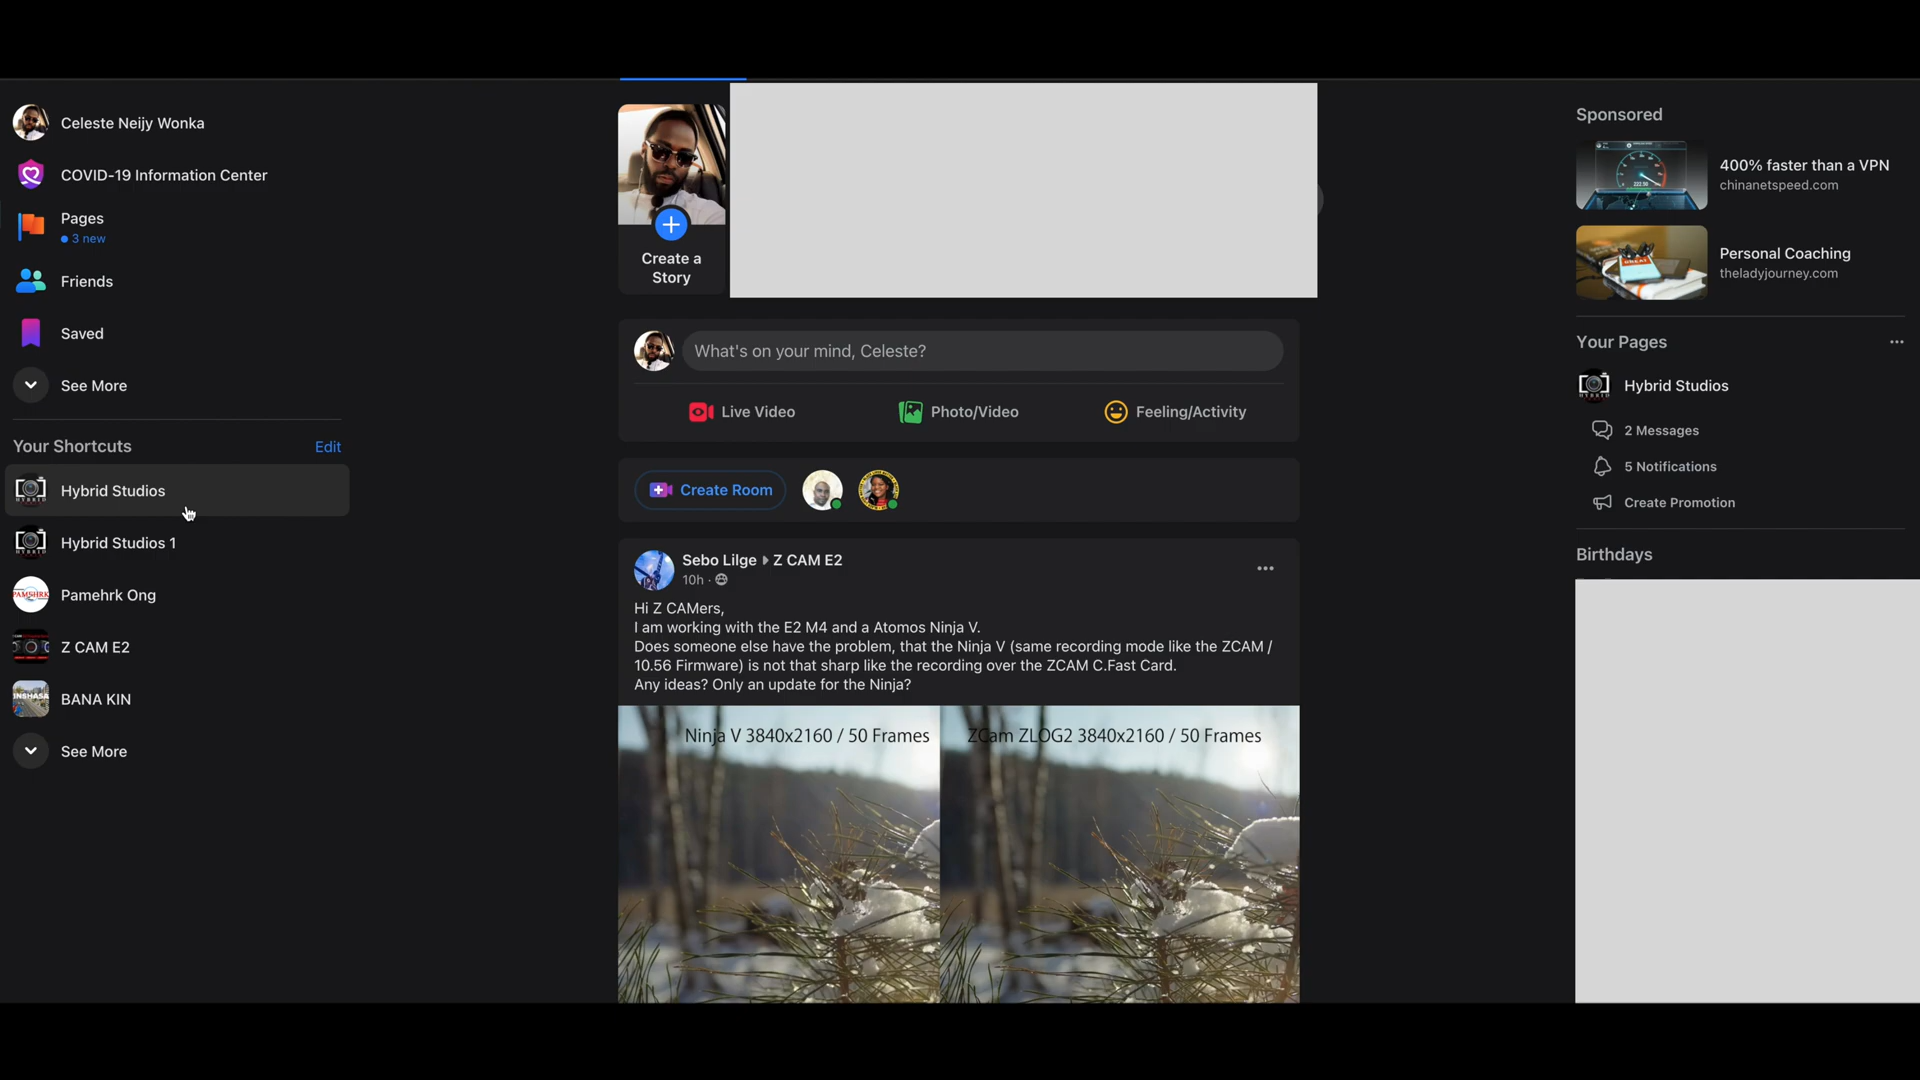 Celeste Neijy Wonka
COVID-19 Information Center
Pages
3 new
Friends
Saved
See More
Your Shortcuts
Edit
Hybrid Studios
Hybrid Studios 1
Pamehrk Ong
Z CAM E2
BANA KIN
See More
Create a
Story
What's on your mind, Celeste?
Live Video
Photo/Video
Feeling/Activity
Create Room
Sebo Lilge Z CAM E2
10h ·
Hi Z CAMers,
I am working with the E2 M4 and a Atomos Ninja V.
Does someone else have the problem, that the Ninja V (same recording mode like the ZCAM /
10.56 Firmware) is not that sharp like the recording over the ZCAM C.Fast Card.
Any ideas? Only an update for the Ninja?
Ninja V 3840x2160 / 50 Frames
ZCam ZLOG2 3840x2160 / 50 Frames
Sponsored
400% faster than a VPN
chinanetspeed.com
Personal Coaching
theladyjourney.com
Your Pages
Hybrid Studios
2 Messages
5 Notifications
Create Promotion
Birthdays